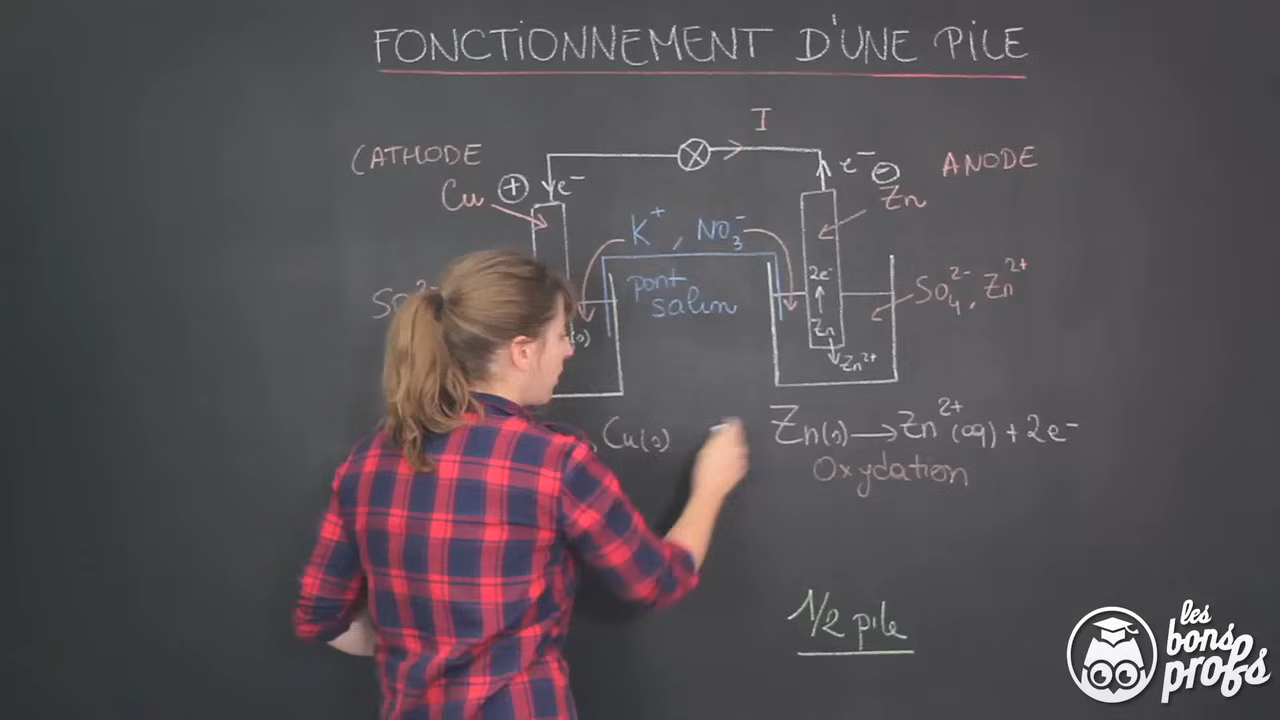 FONCTIONNEMENT D'UNE PILE
I
CATHODE
e⁻
ANODE
Cu
+
e⁻
−
Zn
K⁺, NO₃⁻
pont
salin
2e⁻
Zn
Zn²⁺
SO₄²⁻, Zn²⁺
(s)
Cu(s)
Zn(s) → Zn²⁺(aq) + 2e⁻
Oxydation
1/2 pile
les
bons
profs